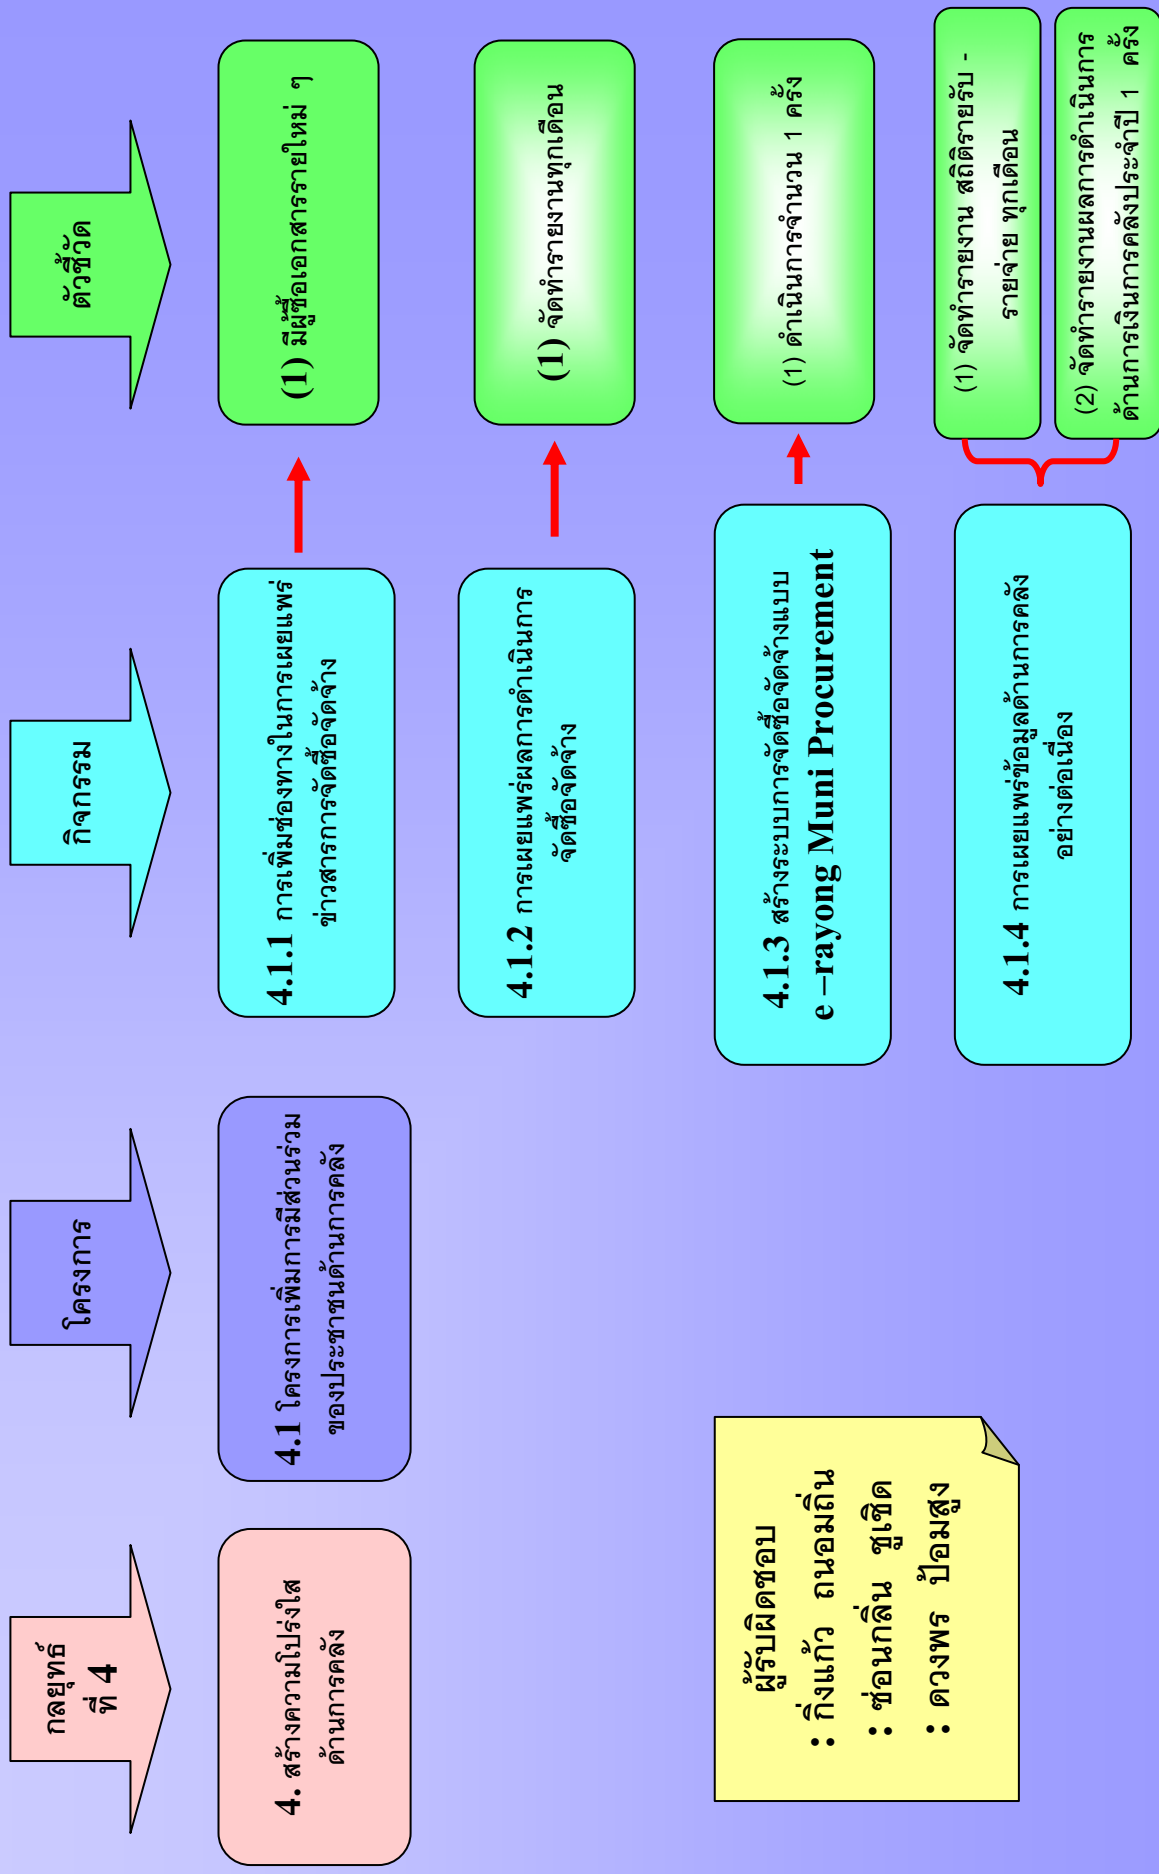 กลยุทธ์
ที่ 4
โครงการ
กิจกรรม
ตัวชี้วัด
4. สร้างความโปร่งใส
ด้านการคลัง
4.1 โครงการเพิ่มการมีส่วนร่วม
ของประชาชนด้านการคลัง
4.1.1 การเพิ่มช่องทางในการเผยแพร่
ข่าวสารการจัดซื้อจัดจ้าง
(1) มีผู้ซื้อเอกสารรายใหม่ ๆ
4.1.2 การเผยแพร่ผลการดำเนินการ
จัดซื้อจัดจ้าง
(1) จัดทำรายงานทุกเดือน
4.1.3 สร้างระบบการจัดซื้อจัดจ้างแบบ
e –rayong Muni Procurement
(1) ดำเนินการจำนวน 1 ครั้ง
4.1.4 การเผยแพร่ข้อมูลด้านการคลัง
อย่างต่อเนื่อง
(1) จัดทำรายงาน สถิติรายรับ -
รายจ่าย ทุกเดือน
(2) จัดทำรายงานผลการดำเนินการ
ด้านการเงินการคลังประจำปี 1 ครั้ง
ผู้รับผิดชอบ
: กิ่งแก้ว ถนอมถิ่น
: ซ่อนกลิ่น ชูเชิด
: ดวงพร ป้อมสูง